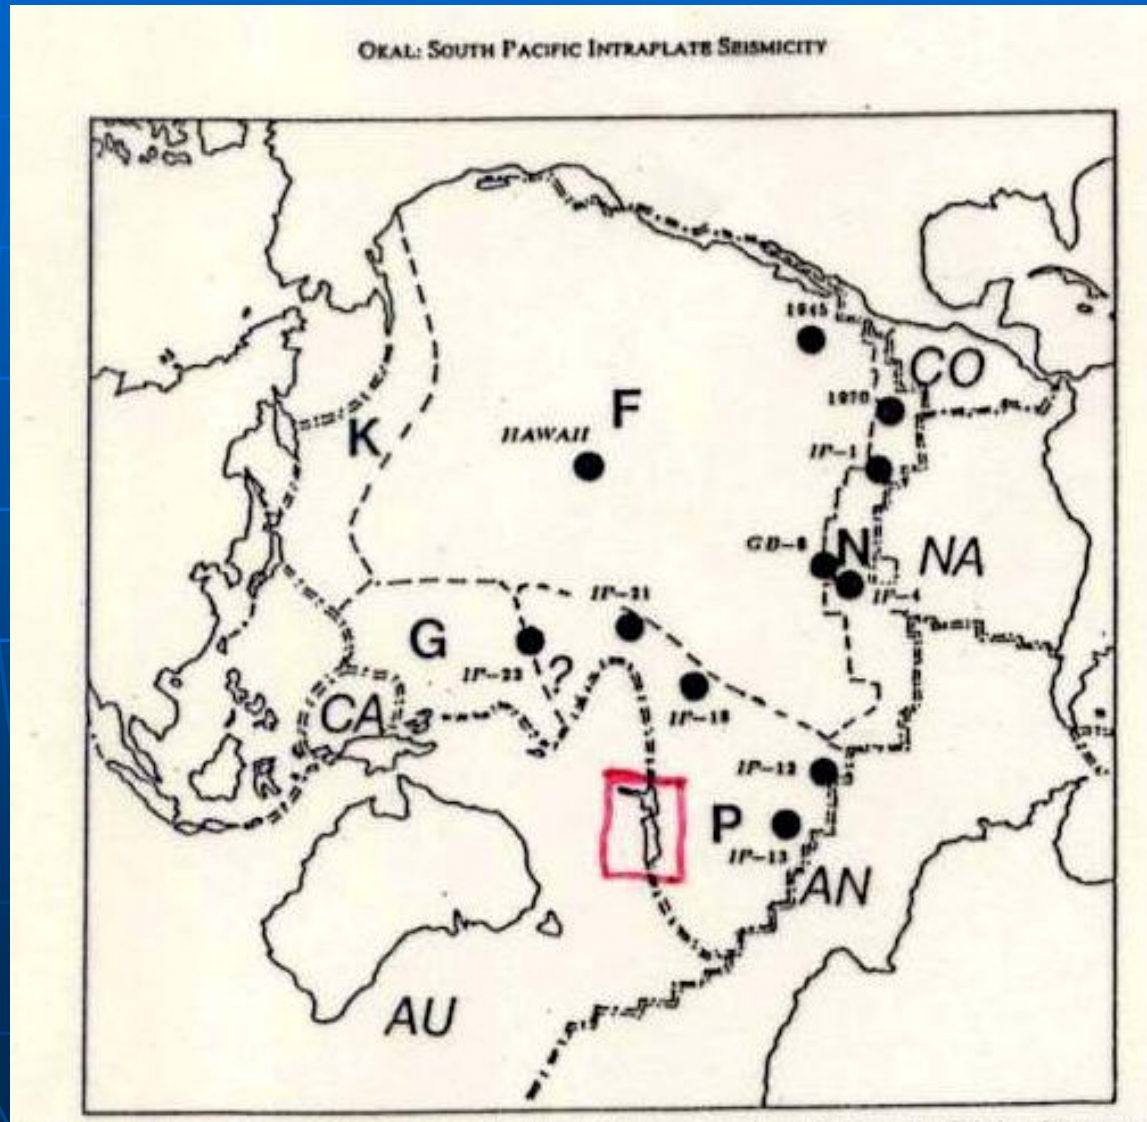 OKAL: SOUTH PACIFIC INTRAPLATE SEISMICITY
1945
CO
1970
F
K
HAWAII
IP-1
GB-8
N
NA
IP-4
IP-21
G
IP-22
?
CA
IP-18
IP-12
P
IP-13
AN
AU